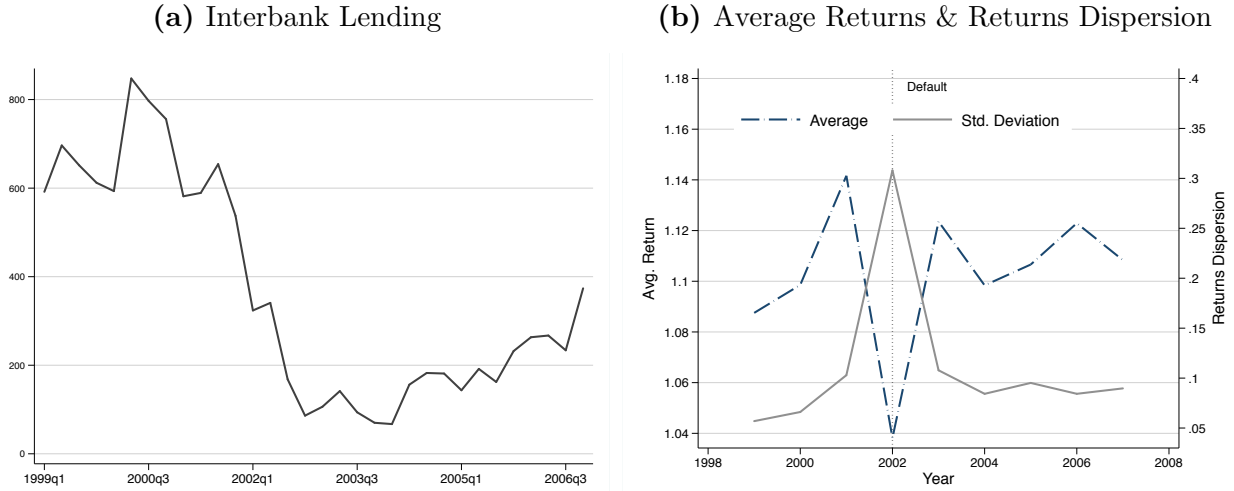 (a) Interbank Lending
800
600
400
200
0
1999q1 2000q3 2002q1 2003q3 2005q1 2006q3
(b) Average Returns & Returns Dispersion
Default
Average Std. Deviation
1.18
1.16
1.14
1.12
1.1
1.08
1.06
1.04
Avg. Return
.4
.35
.3
.25
.2
.15
.1
.05
Returns Dispersion
1998 2000 2002 2004 2006 2008
Year